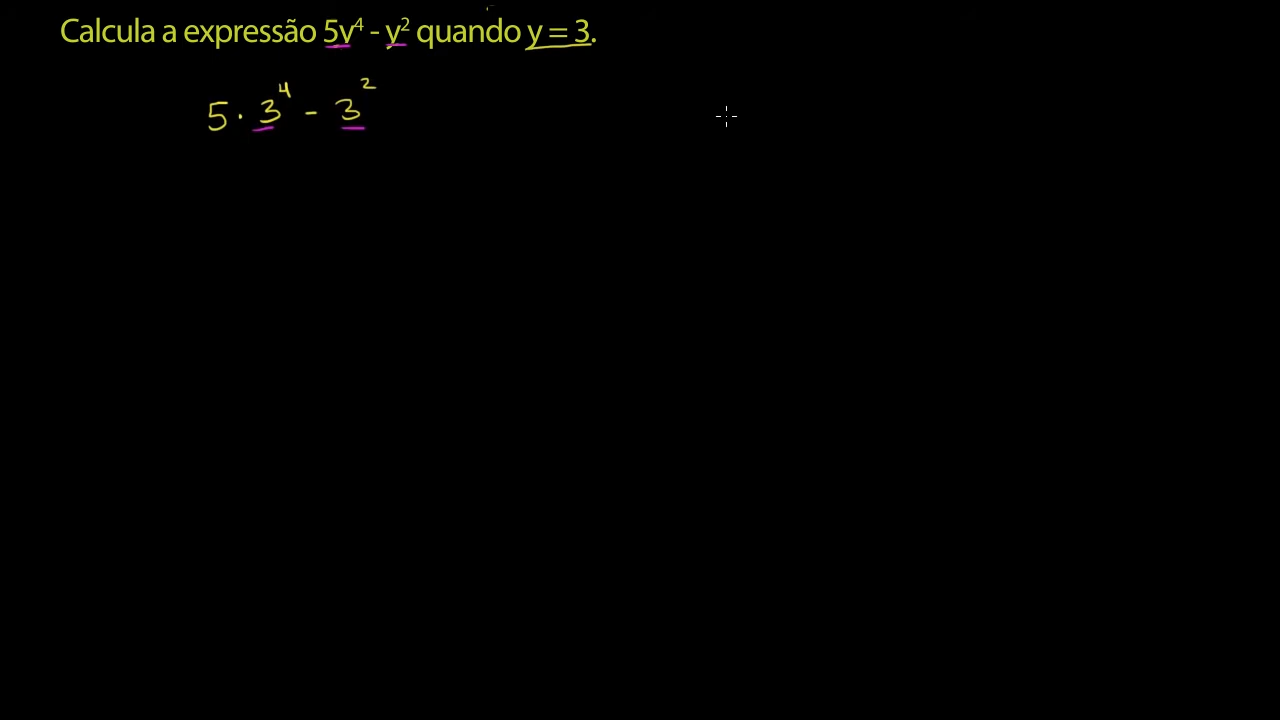 Calcula a expressão 5y⁴ - y² quando y = 3.
5 · 3⁴ - 3²